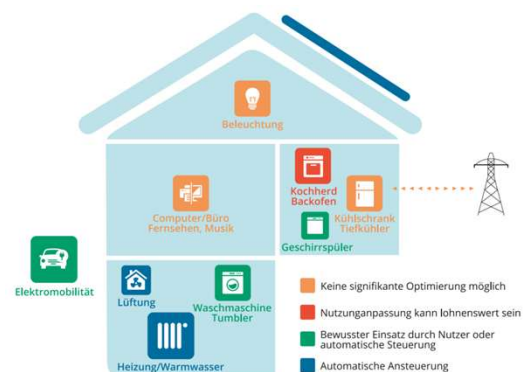 Beleuchtung
Computer/Büro
Fernsehen, Musik
Kochherd
Backofen
Kühlschrank
Tiefkühler
Geschirrspüler
Elektromobilität
Lüftung
Waschmaschine
Tumbler
Heizung/Warmwasser
Keine signifikante Optimierung möglich
Nutzunganpassung kann lohnenswert sein
Bewusster Einsatz durch Nutzer oder
automatische Steuerung
Automatische Ansteuerung